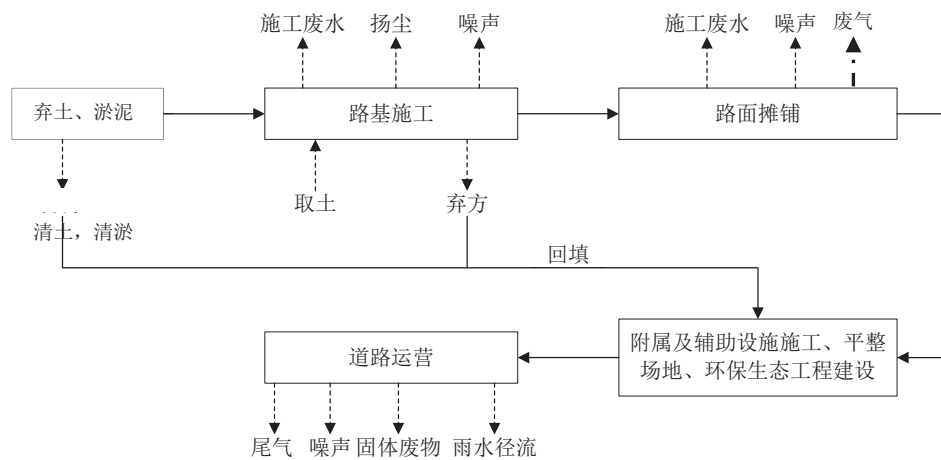 施工废水 扬尘 噪声 施工废水 噪声 废气
弃土、淤泥 路基施工 路面摊铺
取土 弃方
清土，清淤
回填
道路运营 附属及辅助设施施工、平整
场地、环保生态工程建设
尾气 噪声 固体废物 雨水径流